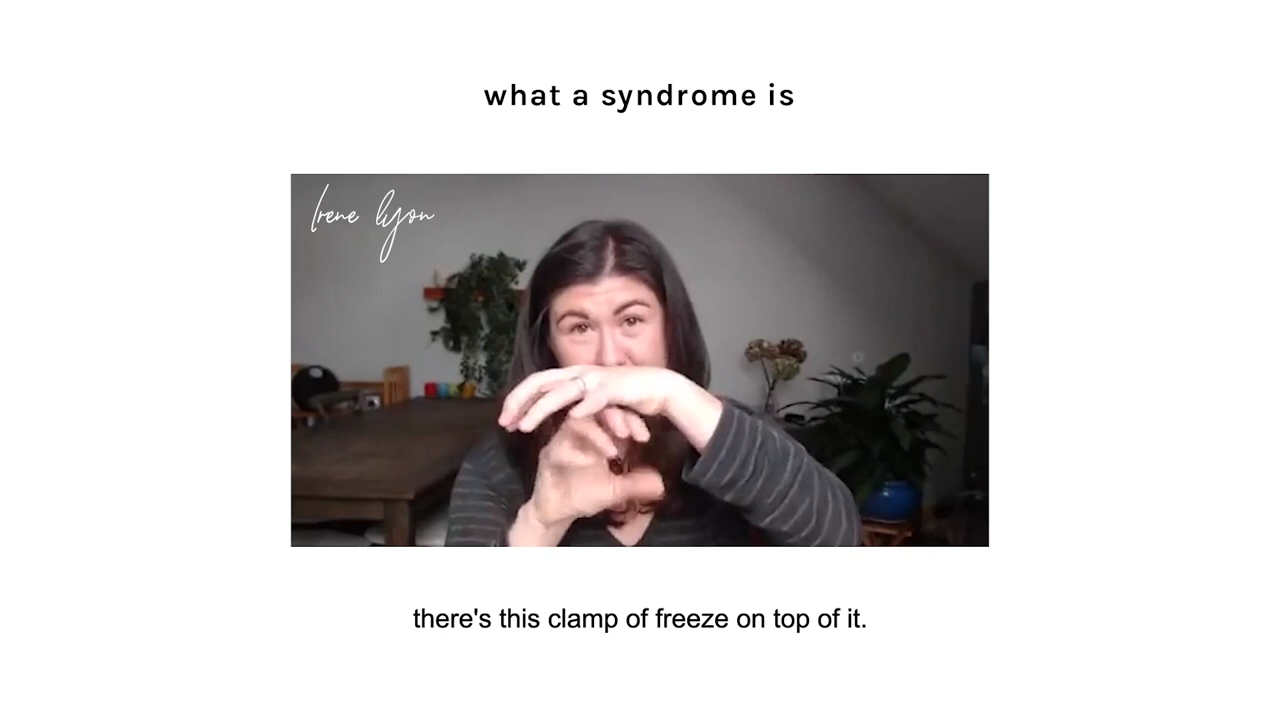 what a syndrome is
Irene Lyon
there's this clamp of freeze on top of it.